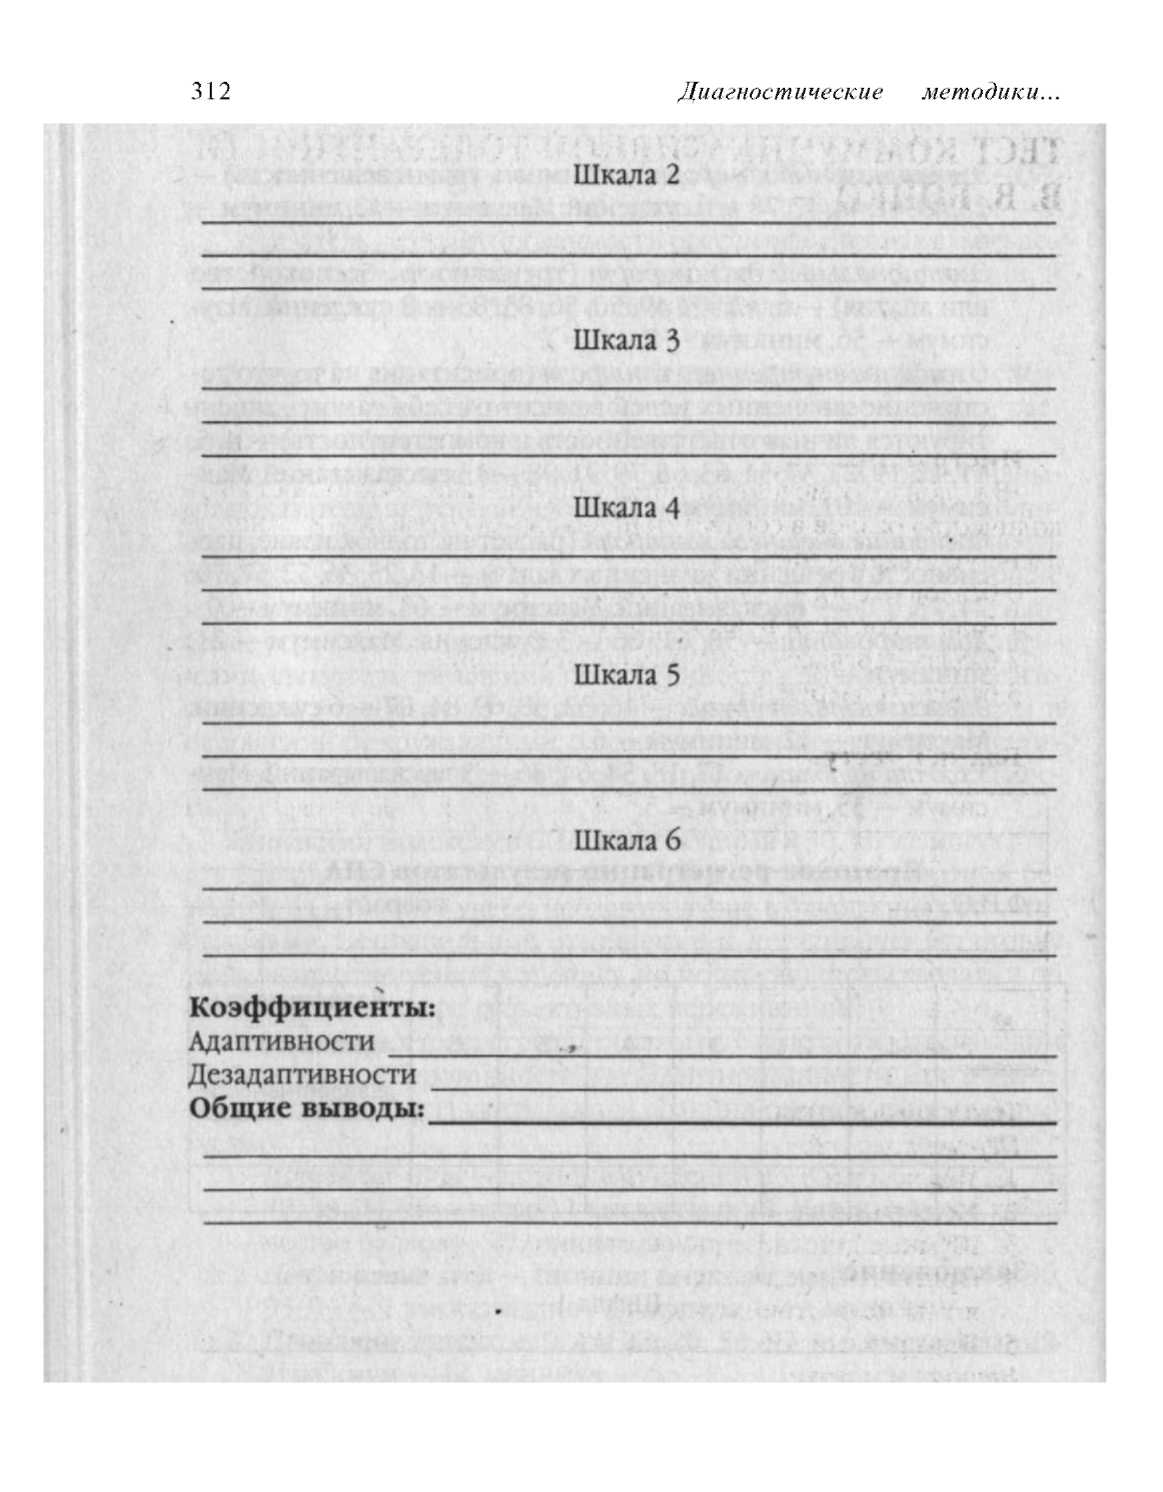 312 Диагностические методики...
Шкала 2
Шкала 3
Шкала 4
Шкала 5
Шкала 6
Коэффициенты:
Адаптивности
Дезадаптивности
Общие выводы: